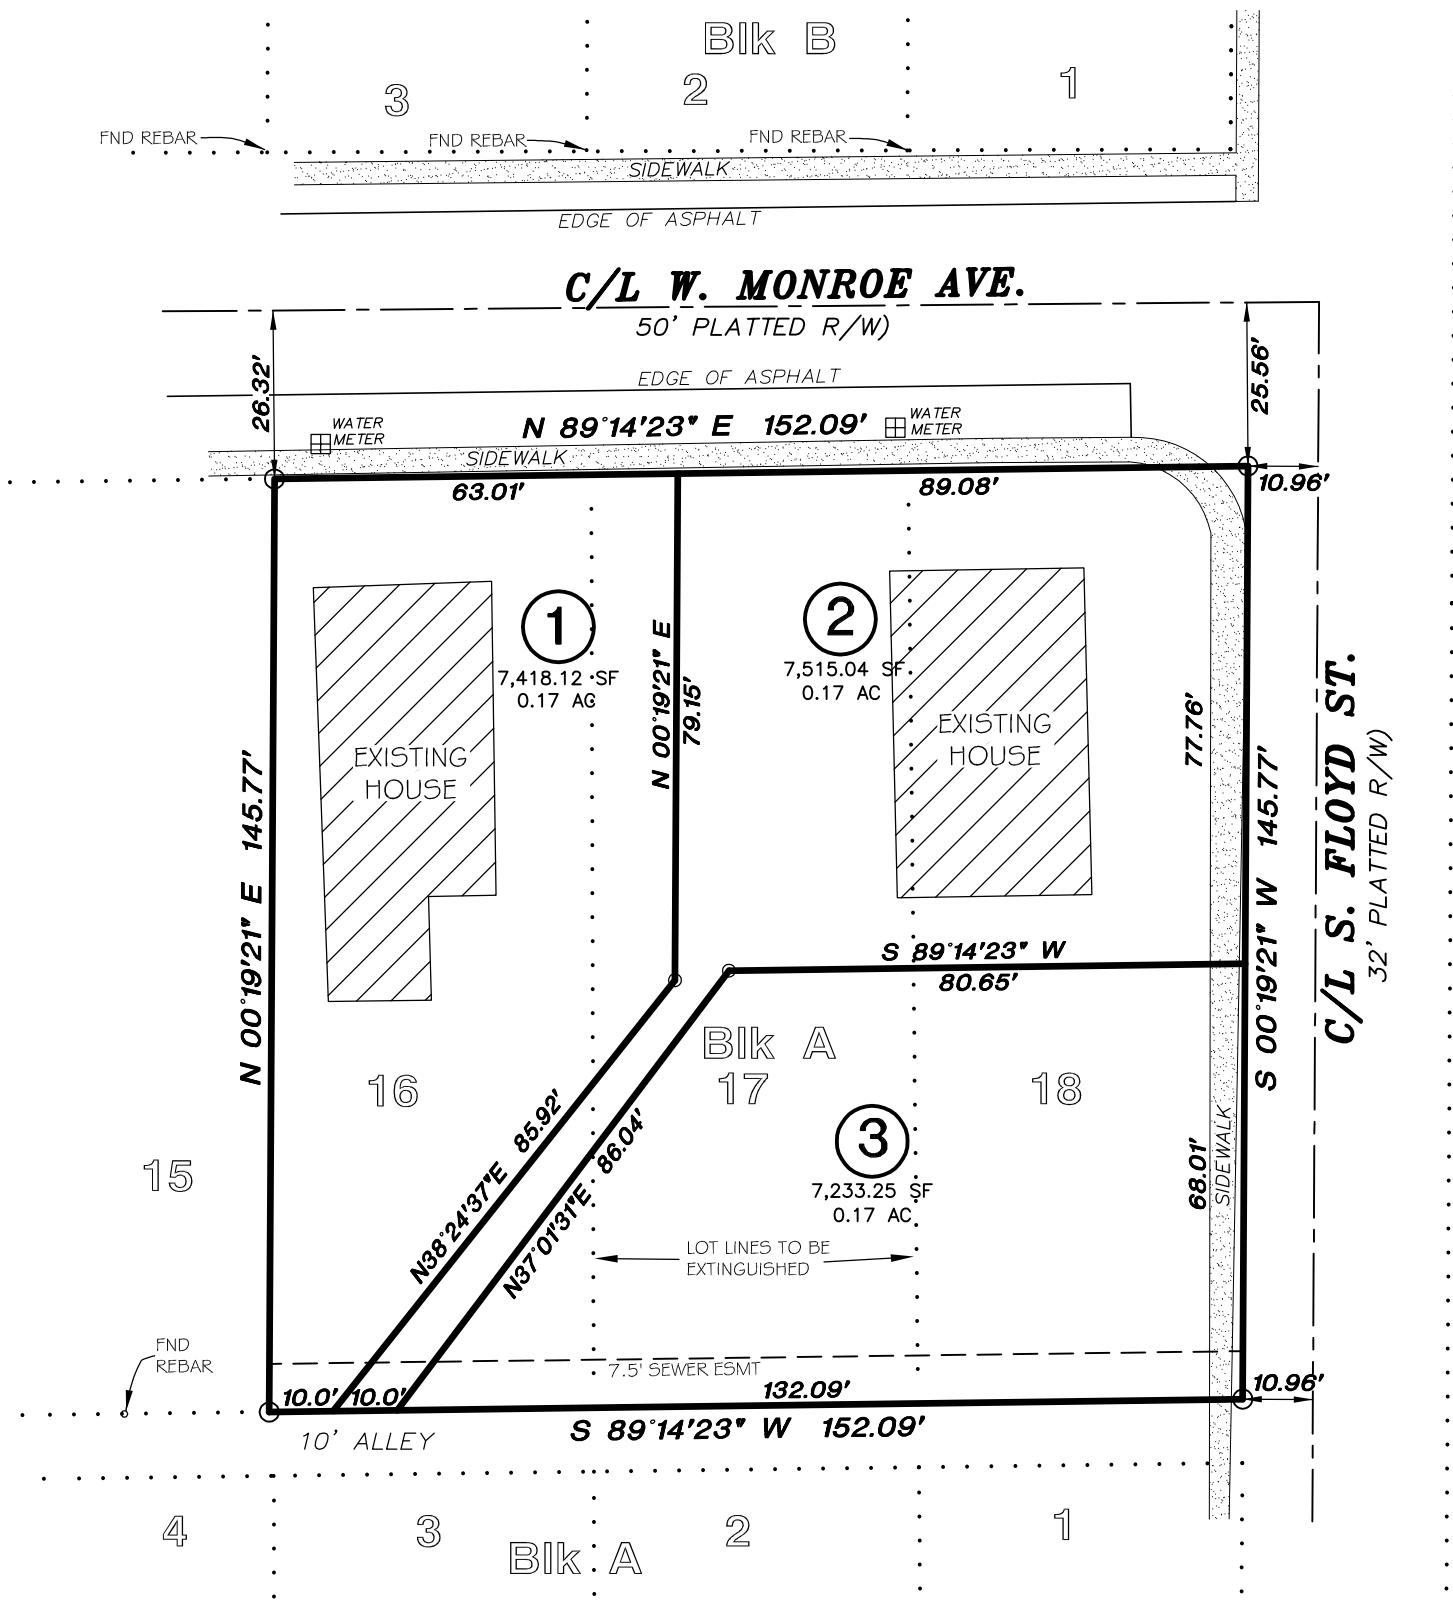 Blk B
3
2
1
FND REBAR
FND REBAR
FND REBAR
SIDEWALK
EDGE OF ASPHALT
C/L W. MONROE AVE.
50' PLATTED R/W)
26.32'
25.56'
EDGE OF ASPHALT
WATER
METER
N 89°14'23" E 152.09'
WATER
METER
SIDEWALK
63.01'
89.08'
10.96'
1
7,418.12 SF
0.17 AC
2
7,515.04 SF
0.17 AC
N 00°19'21" E
79.15'
EXISTING
HOUSE
EXISTING
HOUSE
77.76'
N 00°19'21" E 145.77'
S 00°19'21" W 145.77'
C/L S. FLOYD ST.
32' PLATTED R/W)
S 89°14'23" W
80.65'
Blk A
16
17
18
15
N38°24'37"E 85.92'
N37°01'31"E 86.04'
3
7,233.25 SF
0.17 AC
68.01'
SIDEWALK
LOT LINES TO BE
EXTINGUISHED
FND
REBAR
7.5' SEWER ESMT
10.0'
10.0'
132.09'
10.96'
S 89°14'23" W 152.09'
10' ALLEY
4
3
2
1
Blk A